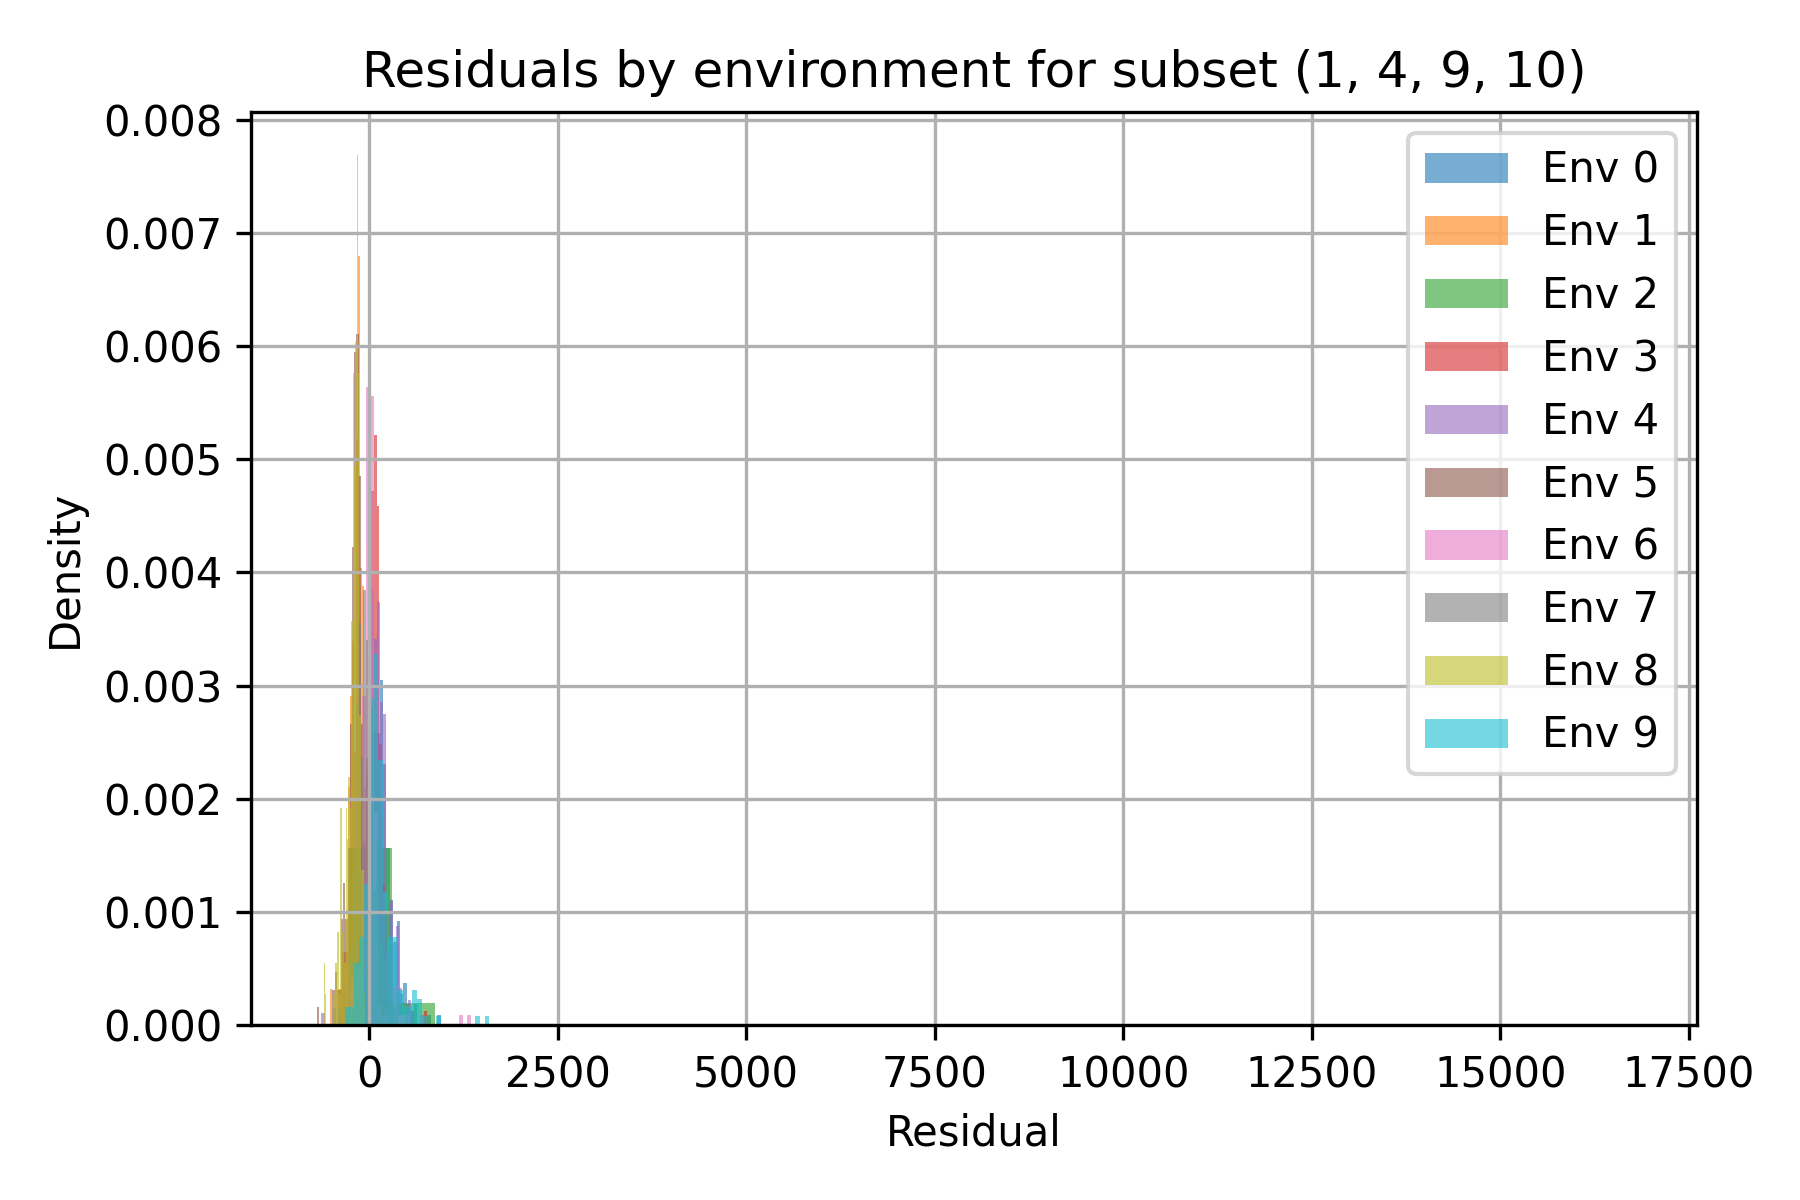 Residuals by environment for subset (1, 4, 9, 10)
0.008
0.007
0.006
0.005
0.004
0.003
0.002
0.001
0.000
Density
Env 0
Env 1
Env 2
Env 3
Env 4
Env 5
Env 6
Env 7
Env 8
Env 9
0 2500 5000 7500 10000 12500 15000 17500
Residual